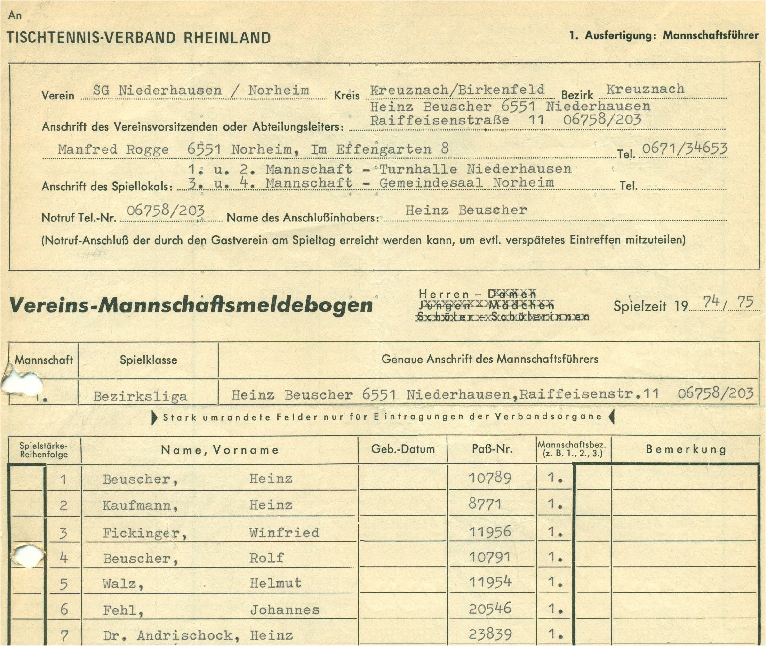 An
TISCHTENNIS-VERBAND RHEINLAND
1. Ausfertigung: Mannschaftsführer
Verein SG Niederhausen / Norheim Kreis Kreuznach/Birkenfeld Bezirk Kreuznach
Heinz Beuscher 6551 Niederhausen
Anschrift des Vereinsvorsitzenden oder Abteilungsleiters: Raiffeisenstraße 11 06758/203
Manfred Rogge 6551 Norheim, Im Effengarten 8 Tel. 0671/34653
1. u. 2. Mannschaft - Turnhalle Niederhausen
Anschrift des Spiellokals: 3. u. 4. Mannschaft - Gemeindesaal Norheim Tel.
Notruf Tel.-Nr. 06758/203 Name des Anschlußinhabers: Heinz Beuscher
(Notruf-Anschluß der durch den Gastverein am Spieltag erreicht werden kann, um evtl. verspätetes Eintreffen mitzuteilen)
Herren - Damen
Jungen - Mädchen
Schüler - Schülerinnen
Vereins-Mannschaftsmeldebogen
Spielzeit 19 74/75
Mannschaft Spielklasse Genaue Anschrift des Mannschaftsführers
1. Bezirksliga Heinz Beuscher 6551 Niederhausen,Raiffeisenstr.11 06758/203
Stark umrandete Felder nur für Eintragungen der Verbandsorgane
Spielstärke-Reihenfolge Name, Vorname Geb.-Datum Paß-Nr. Mannschaftsbez. (z. B. 1., 2., 3.) Bemerkung
1 Beuscher, Heinz 10789 1.
2 Kaufmann, Heinz 8771 1.
3 Fickinger, Winfried 11956 1.
4 Beuscher, Rolf 10791 1.
5 Walz, Helmut 11954 1.
6 Fehl, Johannes 20546 1.
7 Dr. Andrischock, Heinz 23839 1.